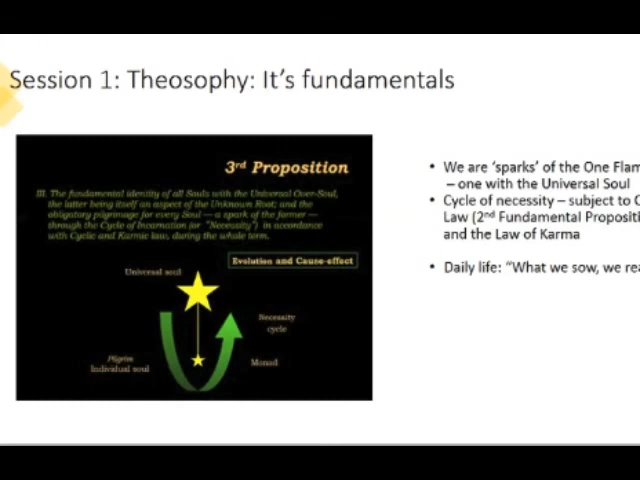 Session 1: Theosophy: It's fundamentals
3rd Proposition
III. The fundamental identity of all Souls with the Universal Over-Soul,
the latter being itself an aspect of the Unknown Root; and the
obligatory pilgrimage for every Soul — a spark of the former —
through the Cycle of Incarnation (or "Necessity") in accordance
with Cyclic and Karmic law, during the whole term.
Evolution and Cause-effect
Universal soul
Necessity
cycle
Pilgrim
Individual soul
Monad
• We are 'sparks' of the One Flam
– one with the Universal Soul
• Cycle of necessity – subject to C
Law (2nd Fundamental Propositi
and the Law of Karma
• Daily life: "What we sow, we rea